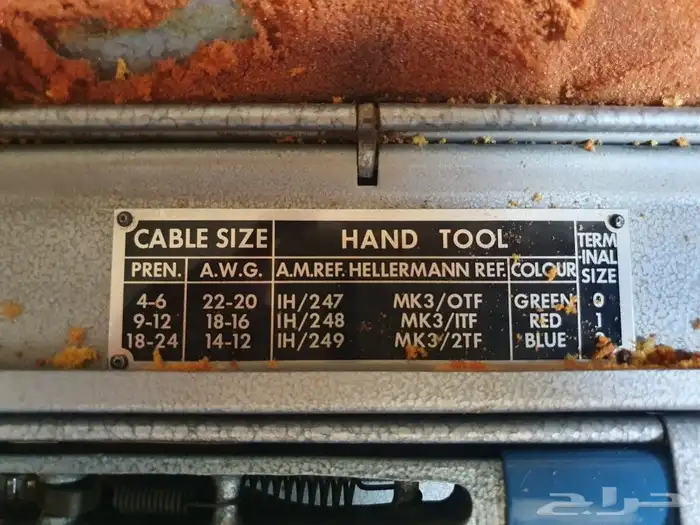 CABLE SIZE HAND TOOL TERM
INAL
SIZE
PREN. A.W.G. A.M.REF. HELLERMANN REF. COLOUR
4-6 22-20 IH/247 MK3/OTF GREEN 0
9-12 18-16 IH/248 MK3/ITF RED 1
18-24 14-12 IH/249 MK3/2TF BLUE
حراج